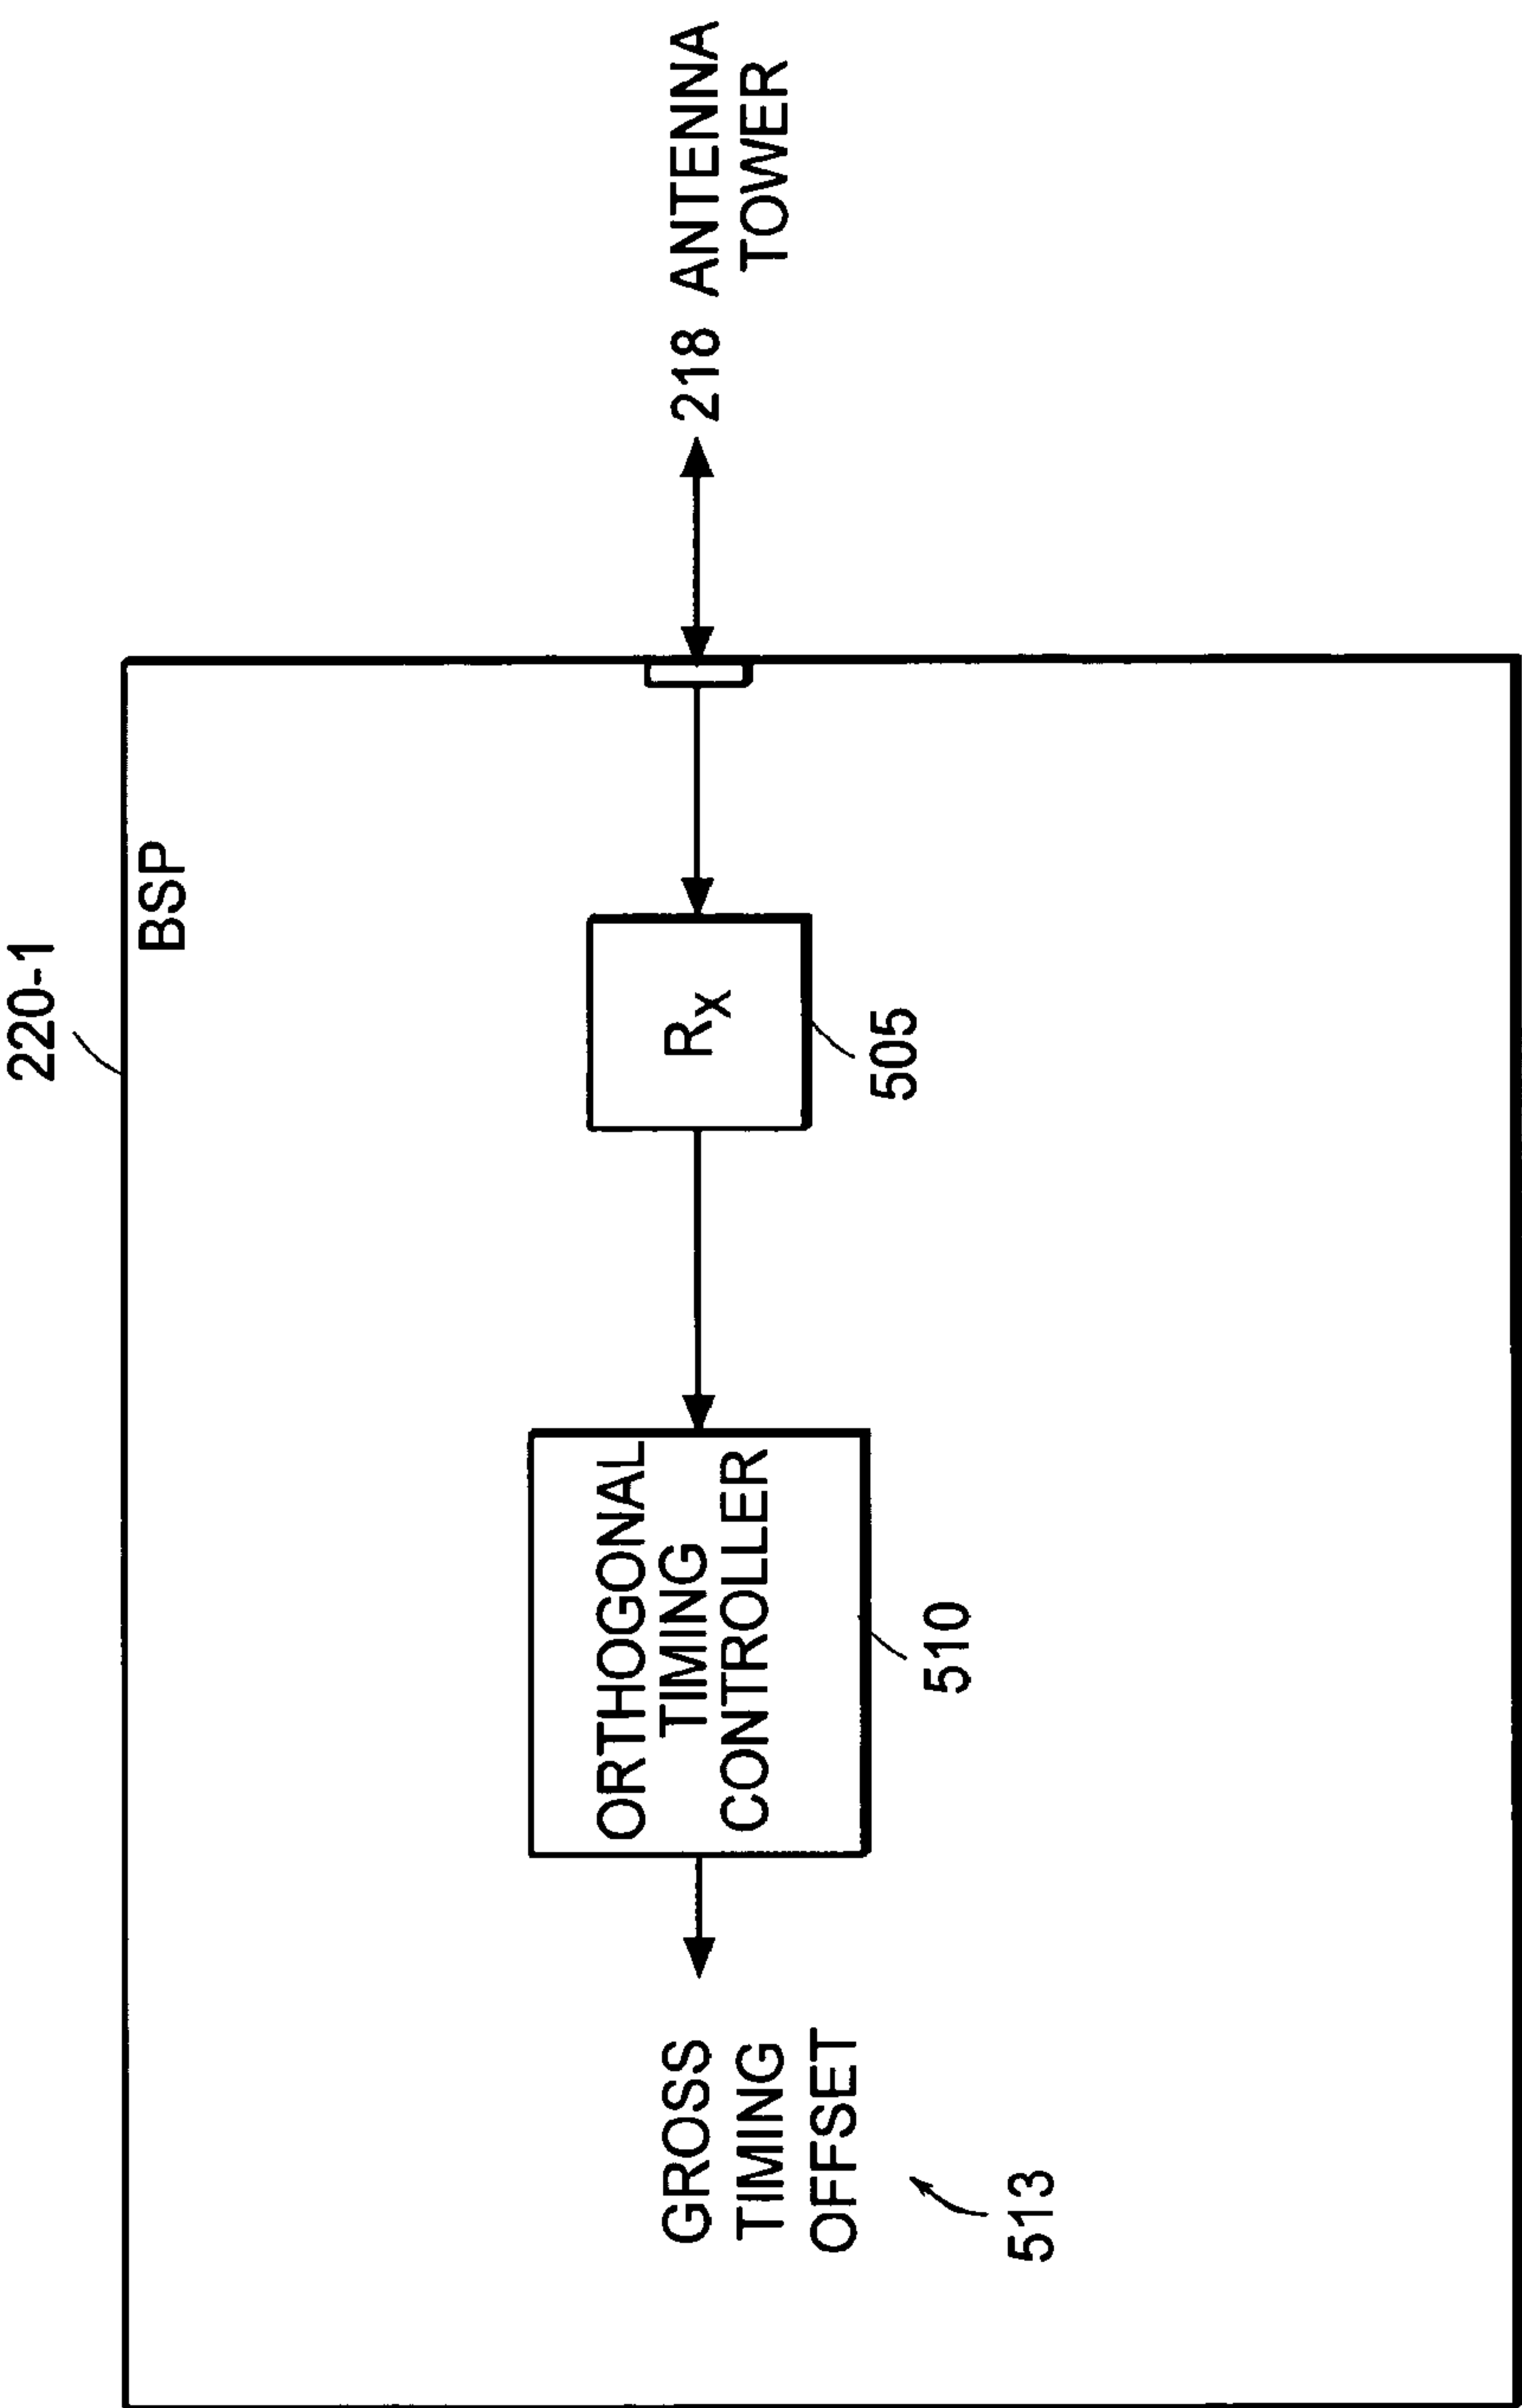 220-1
BSP
218 ANTENNA
TOWER
Rx
505
ORTHOGONAL
TIMING
CONTROLLER
510
GROSS
TIMING
OFFSET
513